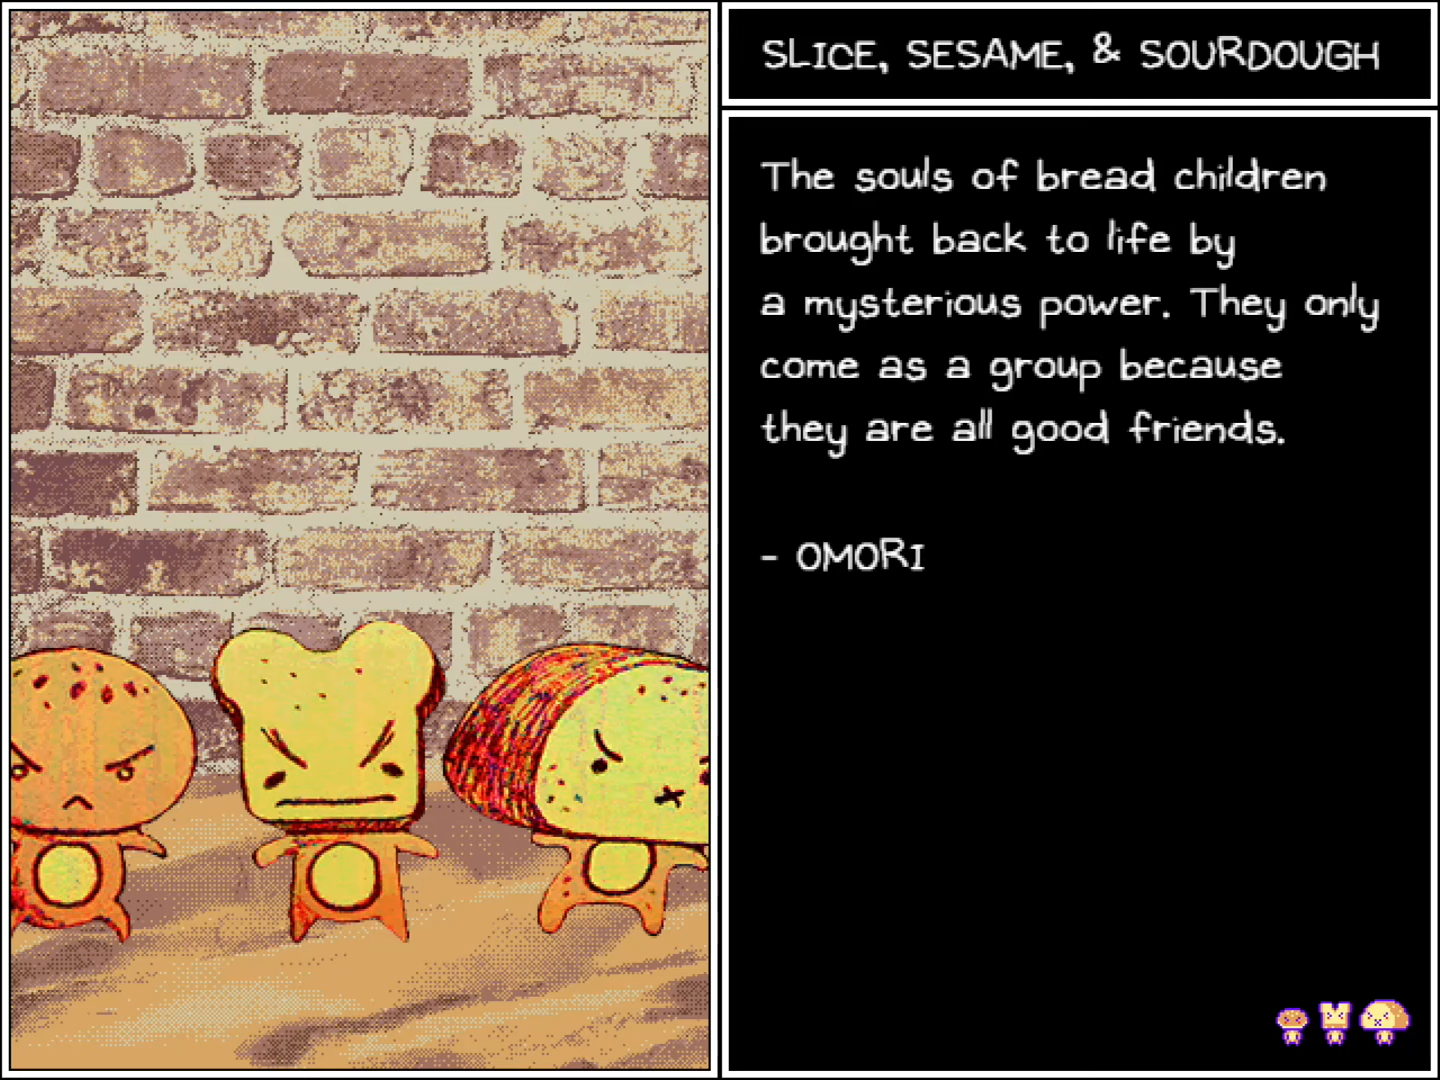 SLICE, SESAME, & SOURDOUGH
The souls of bread children
brought back to life by
a mysterious power. They only
come as a group because
they are all good friends.
- OMORI